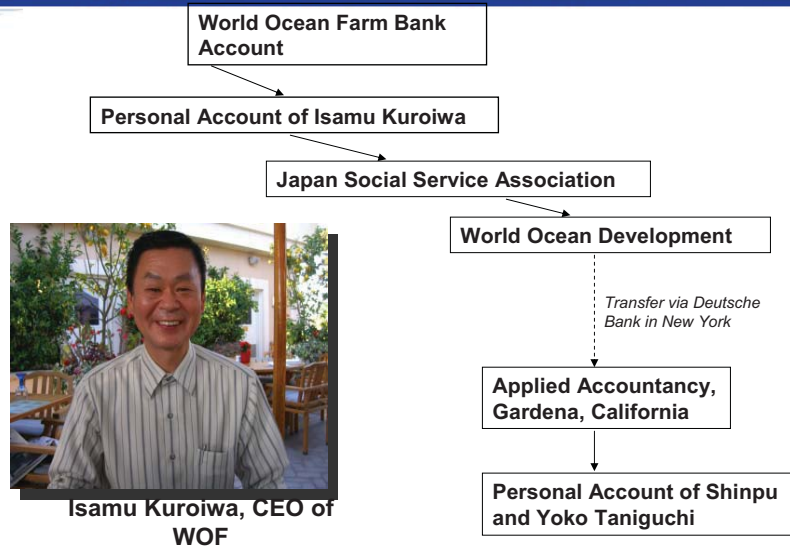 World Ocean Farm Bank
Account
Personal Account of Isamu Kuroiwa
Japan Social Service Association
World Ocean Development
Transfer via Deutsche
Bank in New York
Applied Accountancy,
Gardena, California
Personal Account of Shinpu
and Yoko Taniguchi
Isamu Kuroiwa, CEO of
WOF